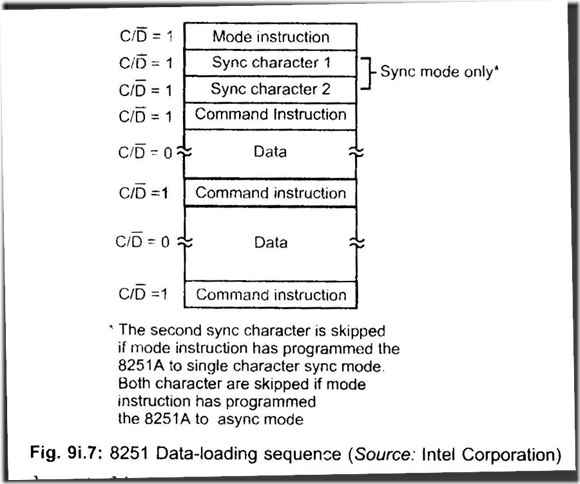 C/D̅ = 1 Mode instruction
C/D̅ = 1 Sync character 1
Sync mode only*
C/D̅ = 1 Sync character 2
C/D̅ = 1 Command Instruction
C/D̅ = 0 Data
C/D̅ =1 Command instruction
C/D̅ = 0 Data
C/D̅ =1 Command instruction
* The second sync character is skipped
if mode instruction has programmed the
8251A to single character sync mode.
Both character are skipped if mode
instruction has programmed
the 8251A to async mode
Fig. 9i.7: 8251 Data-loading sequence (Source: Intel Corporation)